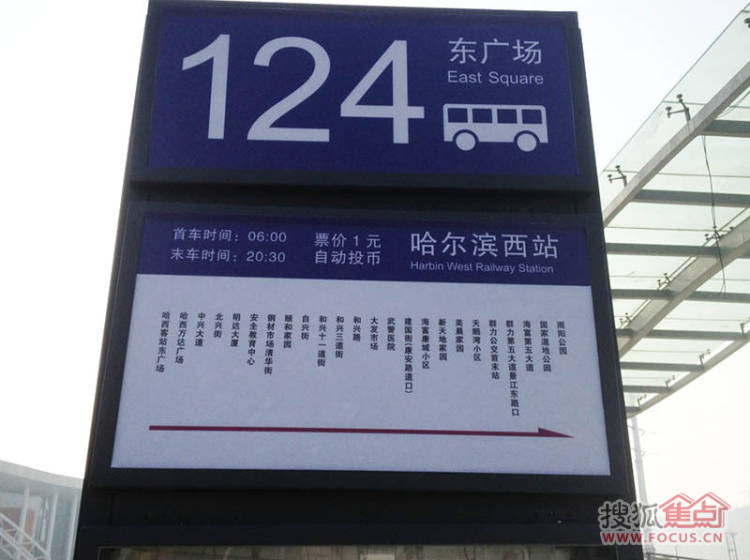 124
东广场
East Square
首车时间：06:00
末车时间：20:30
票价1元
自动投币
哈尔滨西站
Harbin West Railway Station
哈西客站东广场
哈西万达广场
中兴大道
北兴街
明达大厦
安全教育中心
钢材市场清华街
颐和家园
自兴街
和兴十一道街
和兴三道街
和兴路
大发市场
武警医院
建国街(康安路道口)
海富康城小区
新天地家园
美晨家园
天鹅湾小区
群力公交首末站
群力第五大道景江东路口
海富第五大道
国家湿地公园
雨阳公园
搜狐焦点
WWW.FOCUS.CN